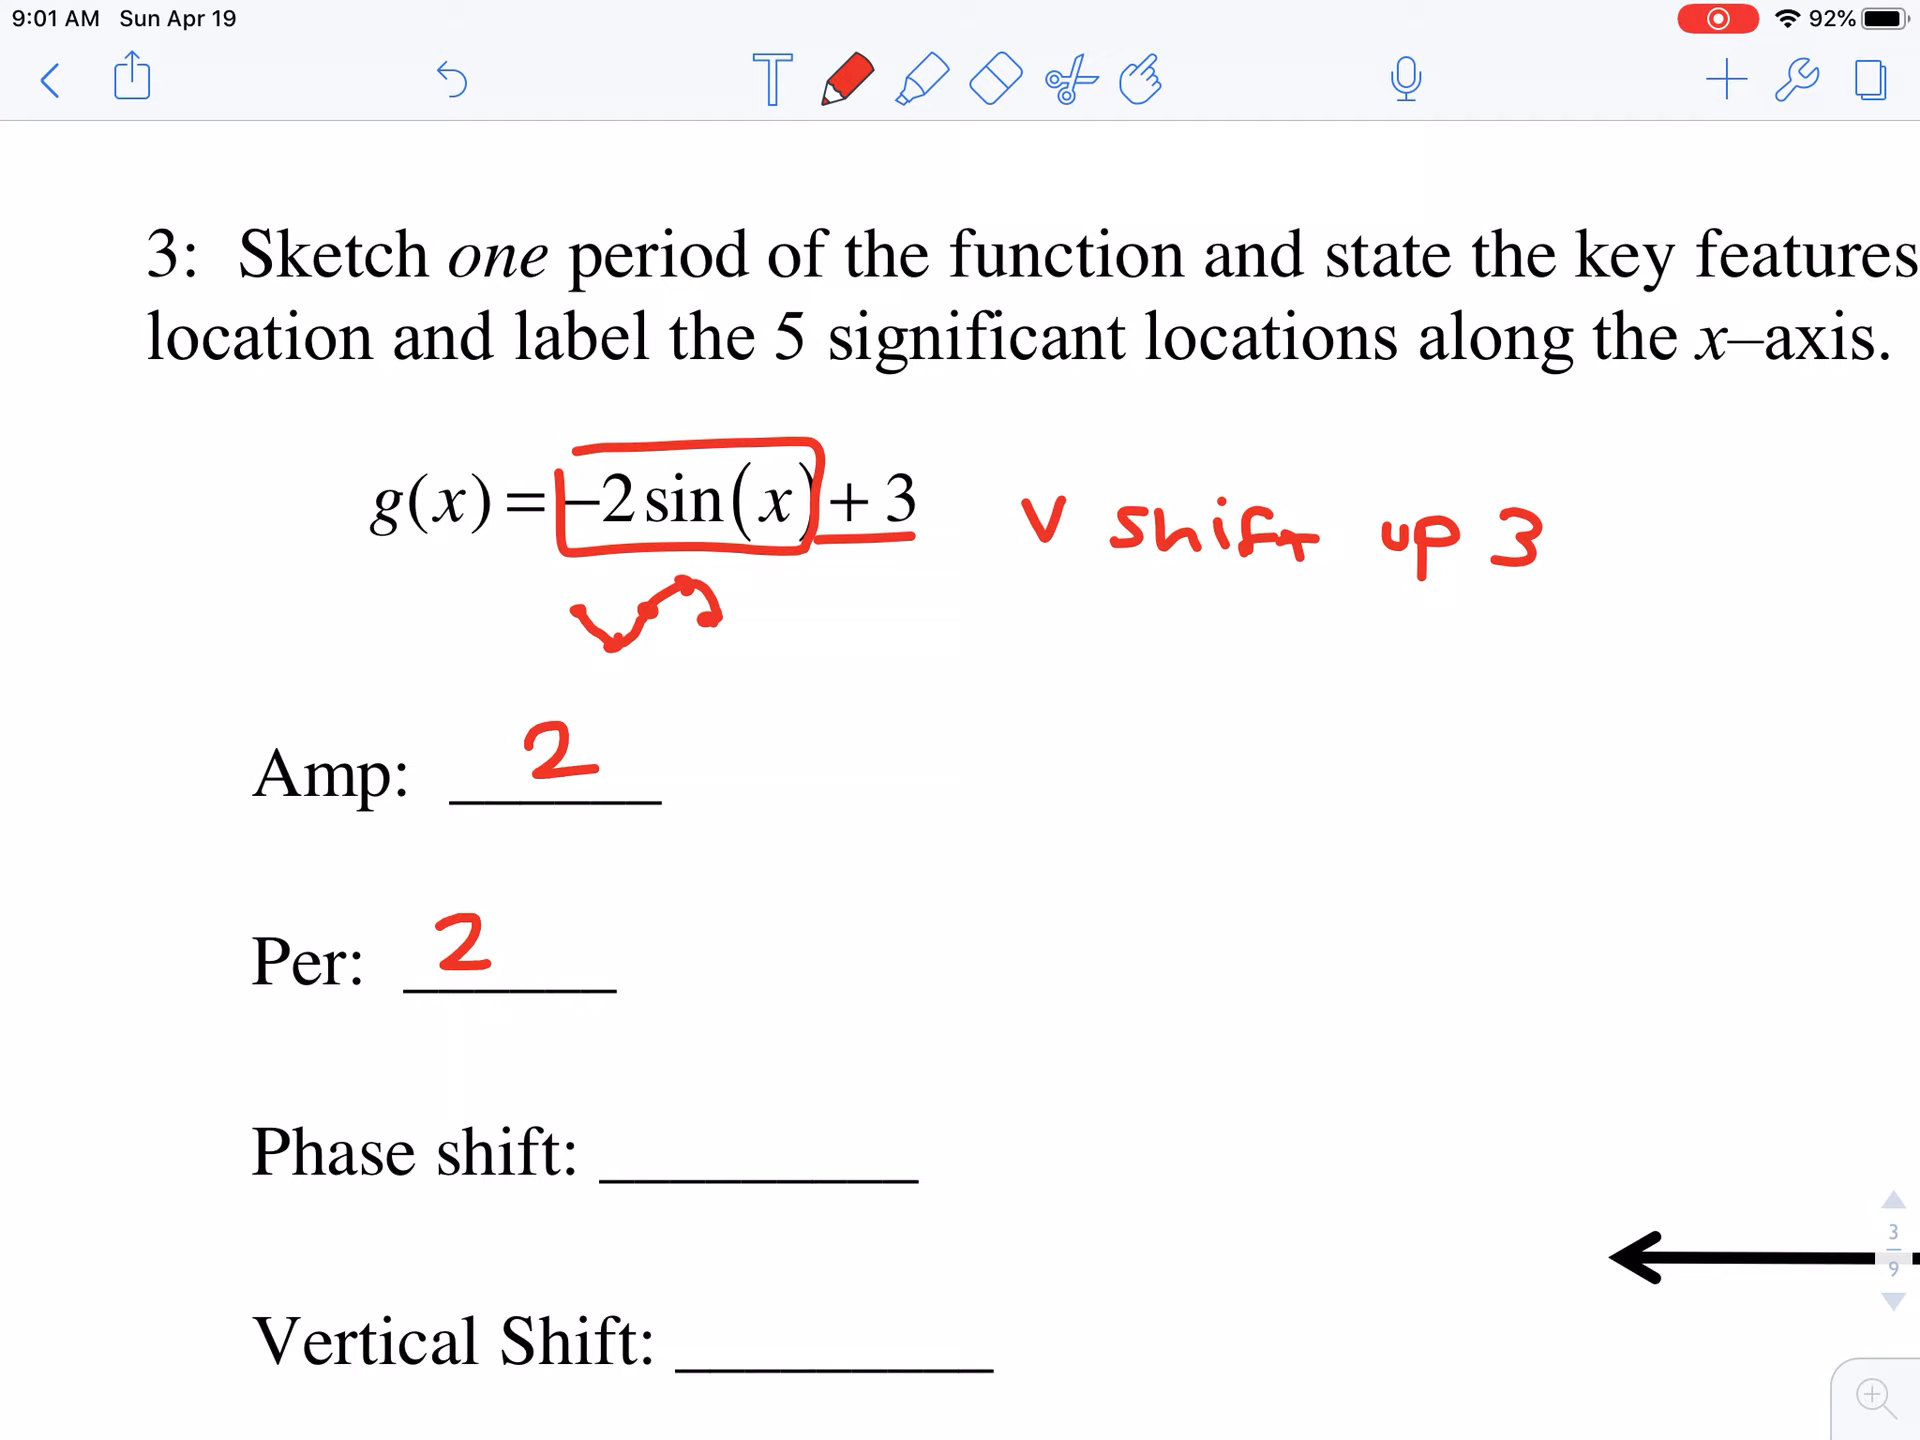 9:01 AM Sun Apr 19
92%
3: Sketch one period of the function and state the key features
location and label the 5 significant locations along the x–axis.
g(x) = –2 sin(x) + 3 v shift up 3
Amp: 2
Per: 2
Phase shift: _________
3
9
Vertical Shift: _________